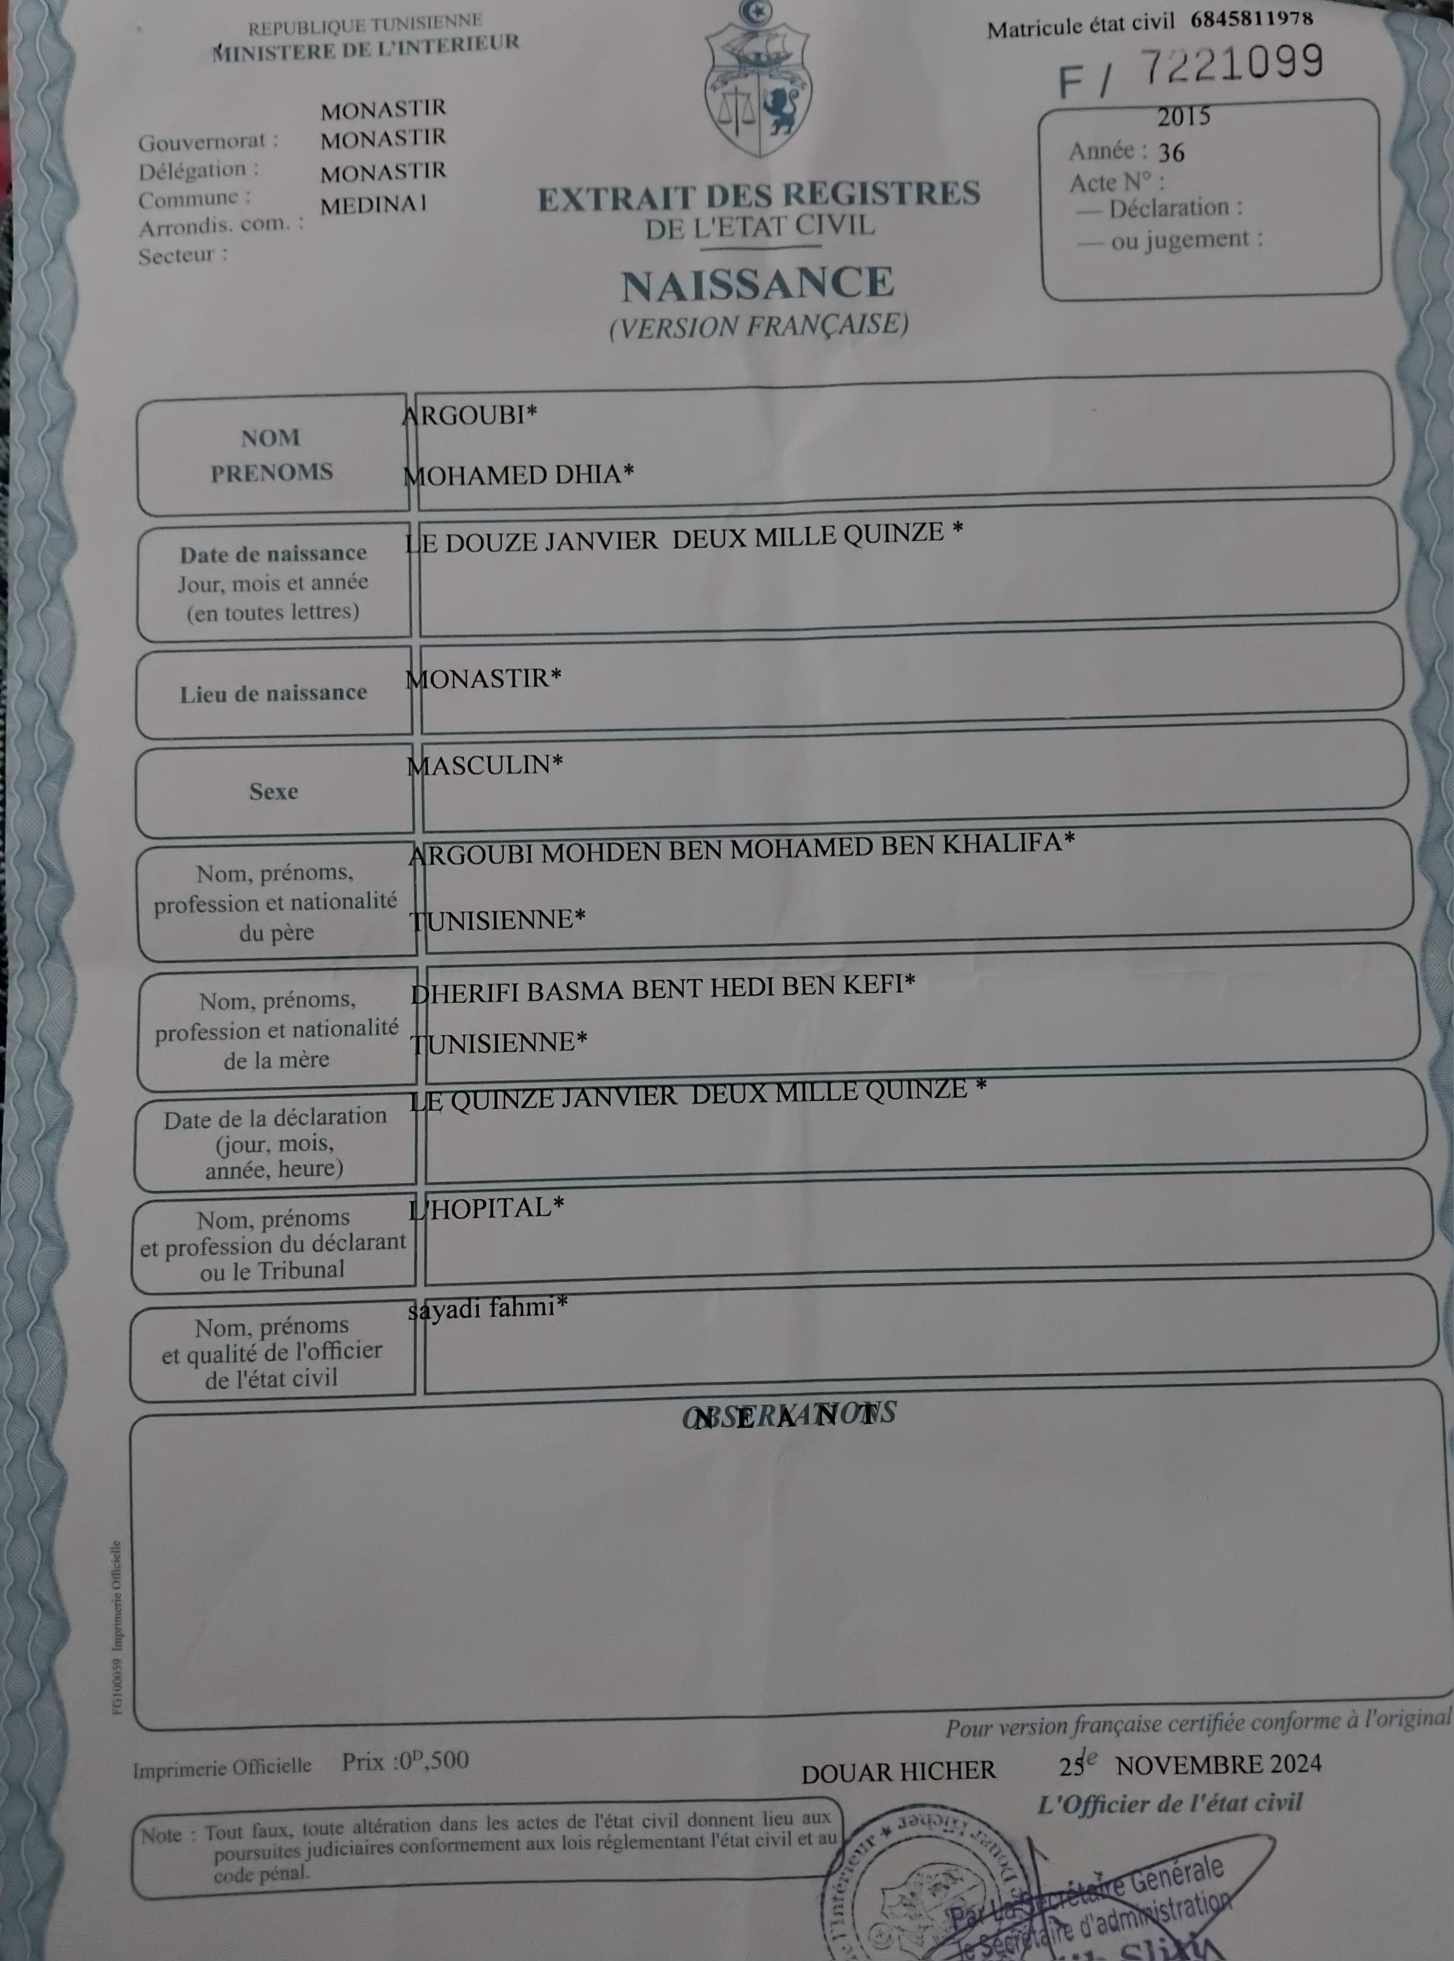 REPUBLIQUE TUNISIENNE
MINISTERE DE L'INTERIEUR
Matricule état civil 6845811978
F / 7221099
MONASTIR
Gouvernorat : MONASTIR
Délégation : MONASTIR
Commune : MEDINA1
Arrondis. com. :
Secteur :
2015
Année : 36
Acte N° :
— Déclaration :
— ou jugement :
EXTRAIT DES REGISTRES
DE L'ETAT CIVIL
NAISSANCE
(VERSION FRANÇAISE)
NOM
PRENOMS
ARGOUBI*
MOHAMED DHIA*
Date de naissance
Jour, mois et année
(en toutes lettres)
LE DOUZE JANVIER DEUX MILLE QUINZE *
Lieu de naissance
MONASTIR*
Sexe
MASCULIN*
Nom, prénoms,
profession et nationalité
du père
ARGOUBI MOHDEN BEN MOHAMED BEN KHALIFA*
TUNISIENNE*
Nom, prénoms,
profession et nationalité
de la mère
DHERIFI BASMA BENT HEDI BEN KEFI*
TUNISIENNE*
Date de la déclaration
(jour, mois,
année, heure)
LE QUINZE JANVIER DEUX MILLE QUINZE *
Nom, prénoms
et profession du déclarant
ou le Tribunal
L'HOPITAL*
Nom, prénoms
et qualité de l'officier
de l'état civil
sayadi fahmi*
OBSERVATIONS
N E A N T
FG100059 Imprimerie Officielle
Pour version française certifiée conforme à l'original
Imprimerie Officielle Prix :0ᴰ,500
DOUAR HICHER 25 le NOVEMBRE 2024
L'Officier de l'état civil
Note : Tout faux, toute altération dans les actes de l'état civil donnent lieu aux
poursuites judiciaires conformement aux lois réglementant l'état civil et au
code pénal.
de l'intérieur ★ Douar Hicher
Par La Secrétaire Générale
le Secrétaire d'administration